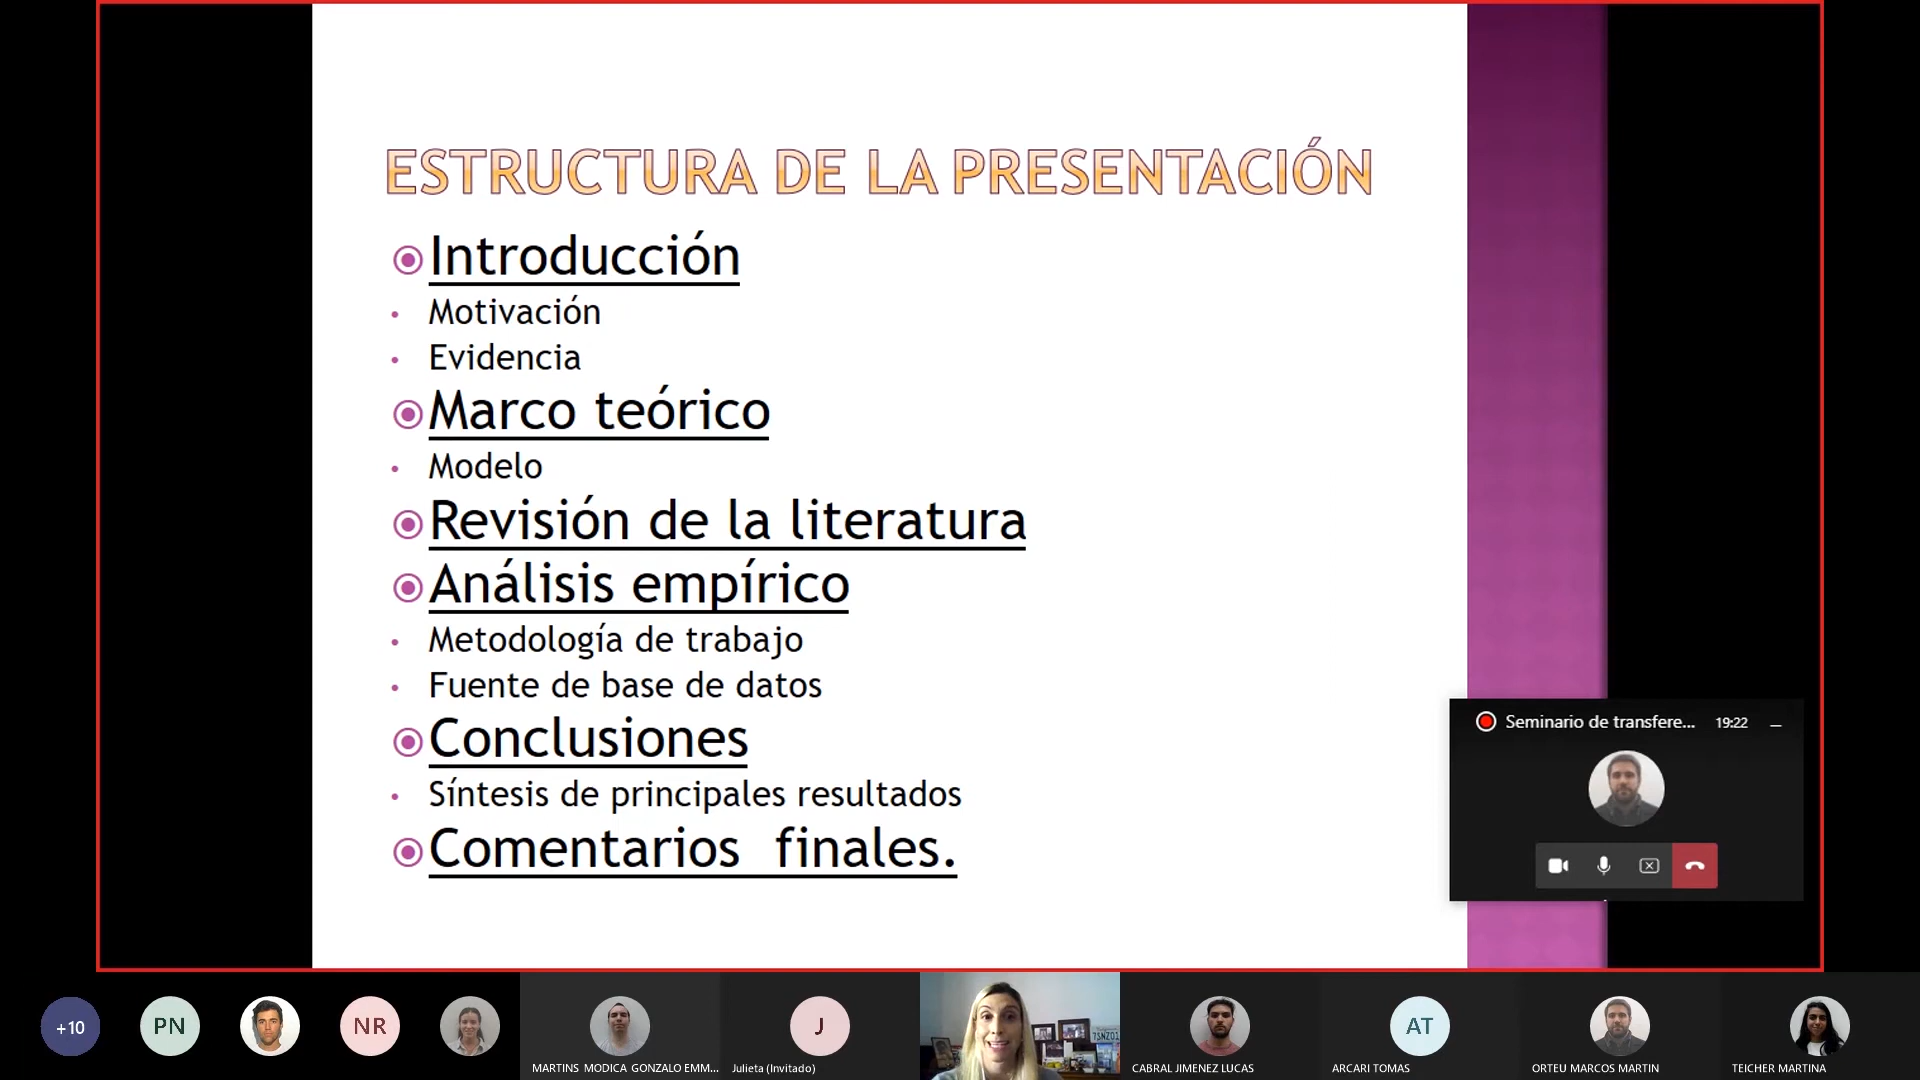 ESTRUCTURA DE LA PRESENTACIÓN
Introducción
Motivación
Evidencia
Marco teórico
Modelo
Revisión de la literatura
Análisis empírico
Metodología de trabajo
Fuente de base de datos
Conclusiones
Síntesis de principales resultados
Comentarios finales.
Seminario de transfere... 19:22
+10
PN
NR
J
AT
MARTINS MODICA GONZALO EMM...
Julieta (Invitado)
CABRAL JIMENEZ LUCAS
ARCARI TOMAS
ORTEU MARCOS MARTIN
TEICHER MARTINA